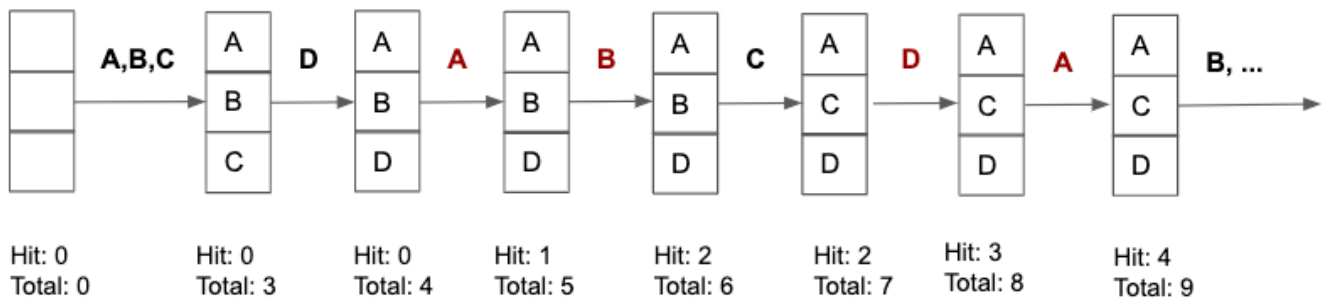 A,B,C
D
A
B
C
D
A
B, ...
A
B
C
A
B
D
A
B
D
A
B
D
A
C
D
A
C
D
A
C
D
Hit: 0
Total: 0
Hit: 0
Total: 3
Hit: 0
Total: 4
Hit: 1
Total: 5
Hit: 2
Total: 6
Hit: 2
Total: 7
Hit: 3
Total: 8
Hit: 4
Total: 9